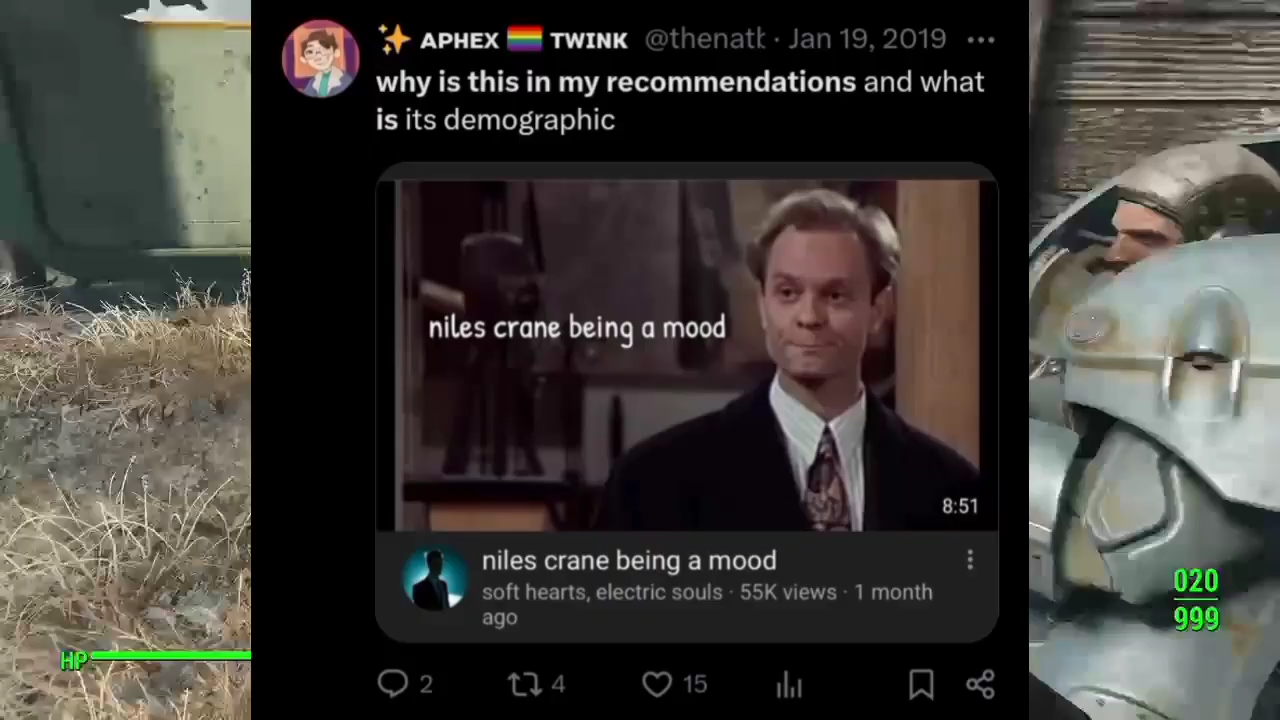 APHEX TWINK @thenatk · Jan 19, 2019
why is this in my recommendations and what
is its demographic
niles crane being a mood
8:51
niles crane being a mood
soft hearts, electric souls · 55K views · 1 month
ago
2 4 15
HP
020
999